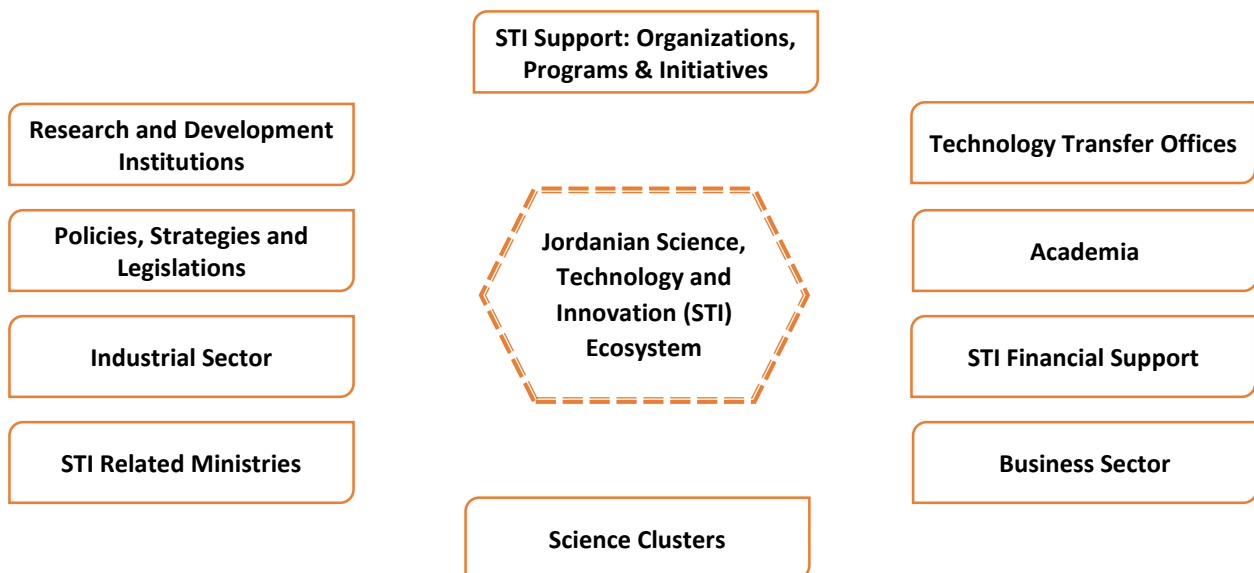 STI Support: Organizations,
Programs & Initiatives
Research and Development
Institutions
Policies, Strategies and
Legislations
Industrial Sector
STI Related Ministries
Jordanian Science,
Technology and
Innovation (STI)
Ecosystem
Technology Transfer Offices
Academia
STI Financial Support
Business Sector
Science Clusters